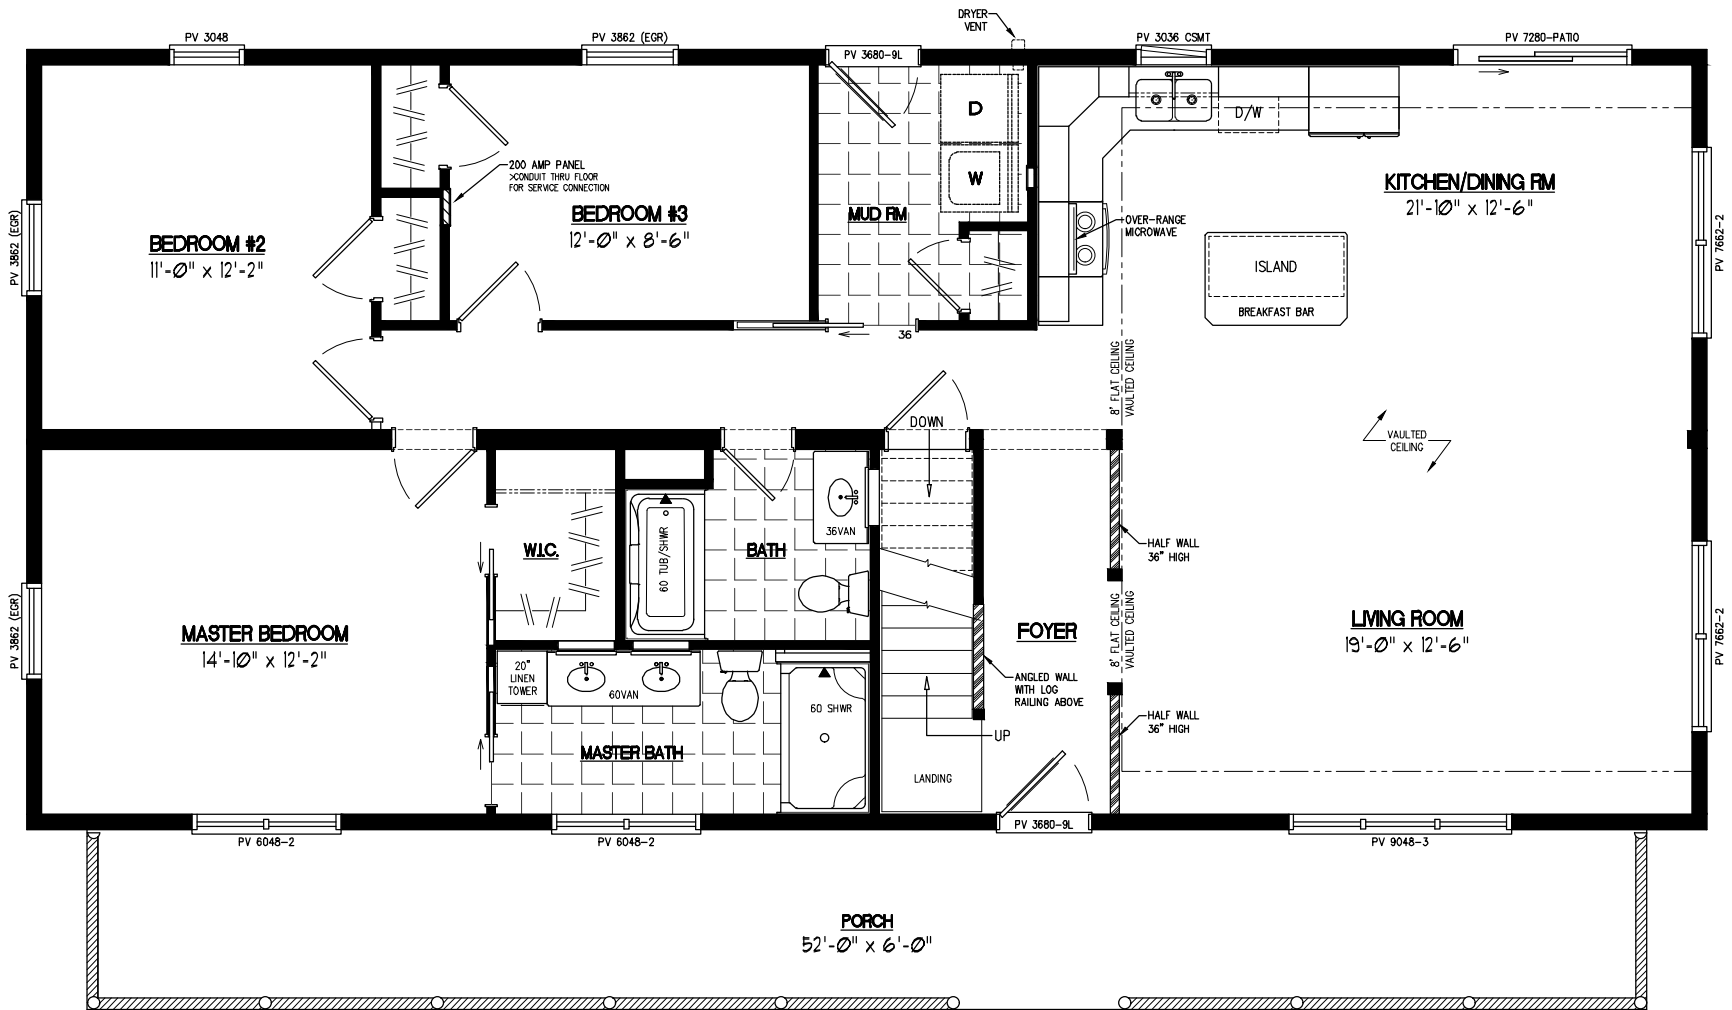 DRYER
VENT
PV 3048
PV 3862 (EGR)
PV 3680-9L
PV 3036 CSMT
PV 7280-PATIO
D
D/W
200 AMP PANEL
>CONDUIT THRU FLOOR
FOR SERVICE CONNECTION
W
KITCHEN/DINING RM
21'-10" x 12'-6"
BEDROOM #3
12'-0" x 8'-6"
MUD RM
OVER-RANGE
MICROWAVE
BEDROOM #2
11'-0" x 12'-2"
PV 3862 (EGR)
PV 7662-2
ISLAND
BREAKFAST BAR
36
8' FLAT CEILING
VAULTED CEILING
DOWN
VAULTED
CEILING
36VAN
W.I.C.
60 TUB/SHWR
BATH
HALF WALL
36" HIGH
8' FLAT CEILING
VAULTED CEILING
PV 3862 (EGR)
MASTER BEDROOM
14'-10" x 12'-2"
FOYER
LIVING ROOM
19'-0" x 12'-6"
PV 7662-2
20"
LINEN
TOWER
60VAN
60 SHWR
ANGLED WALL
WITH LOG
RAILING ABOVE
HALF WALL
36" HIGH
UP
MASTER BATH
LANDING
PV 3680-9L
PV 6048-2
PV 6048-2
PV 9048-3
PORCH
52'-0" x 6'-0"